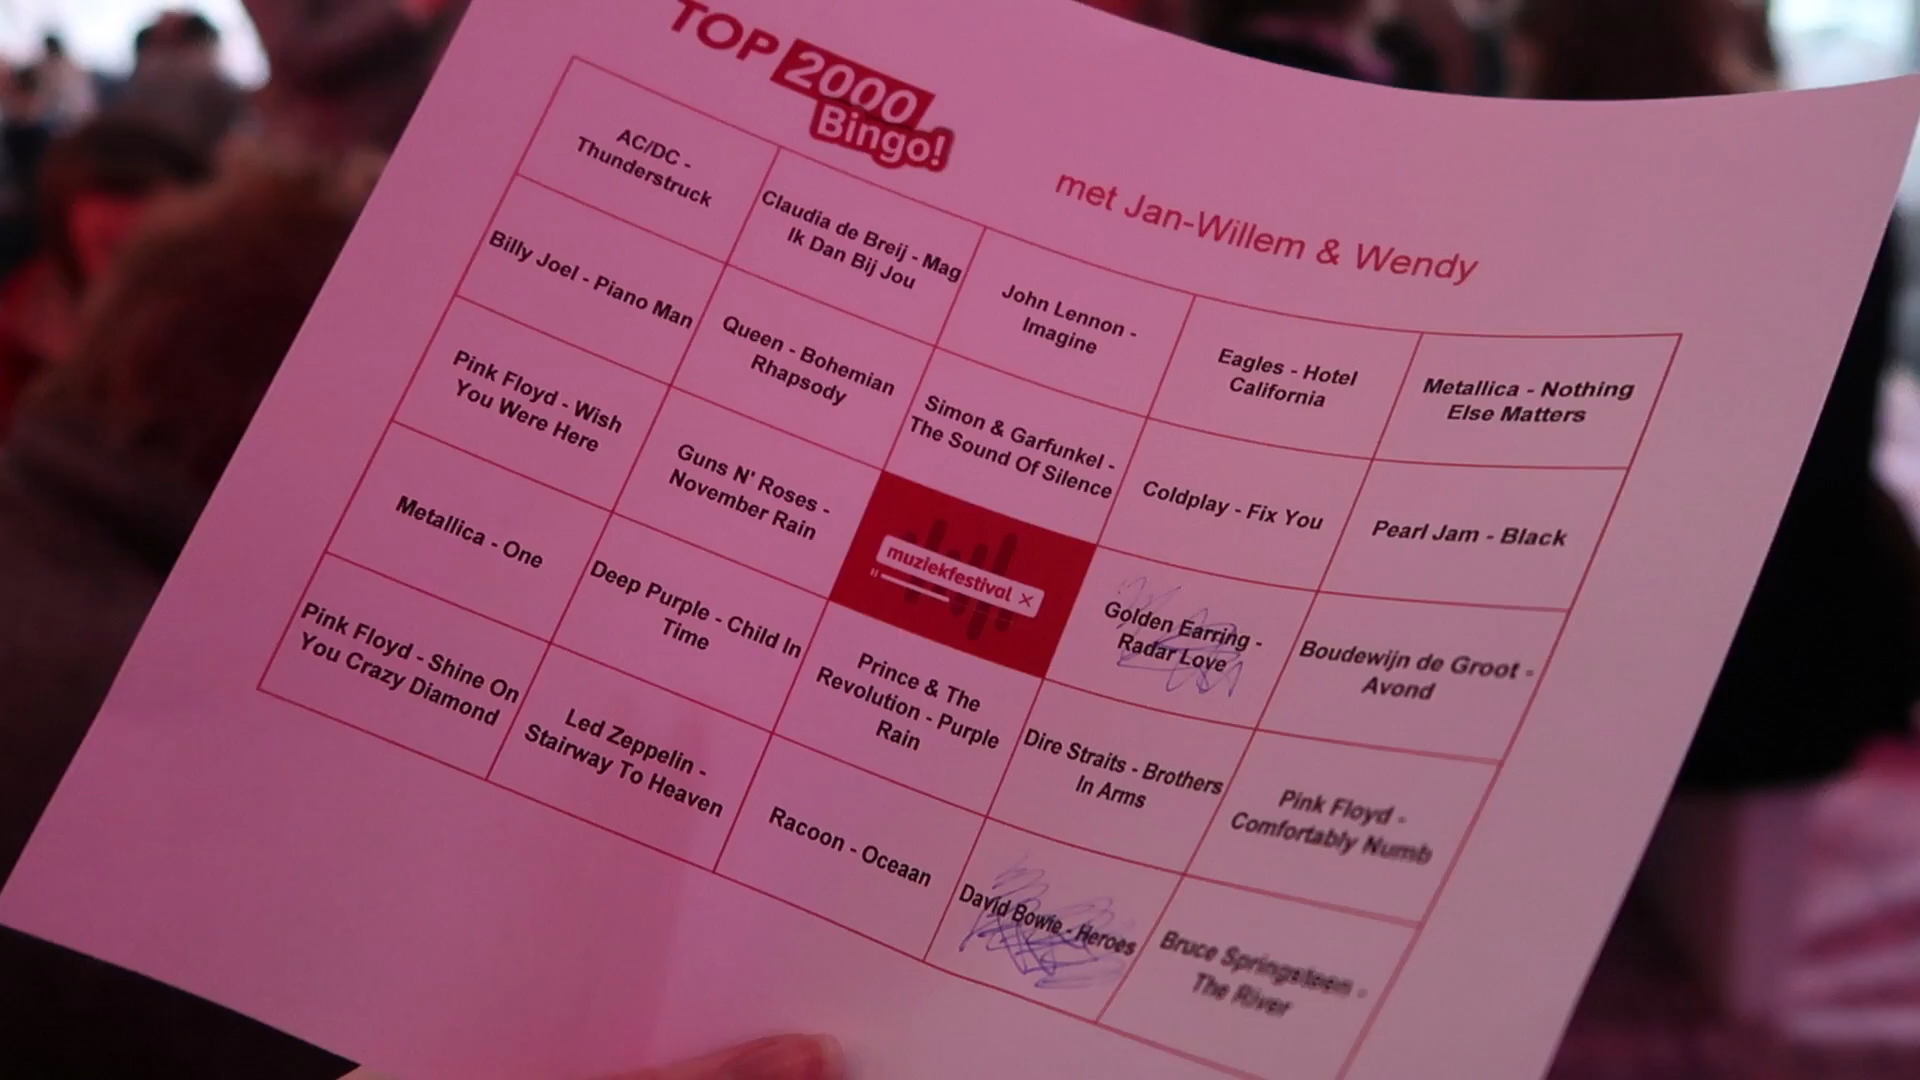 TOP 2000
Bingo!
met Jan-Willem & Wendy
AC/DC -
Thunderstruck
Claudia de Breij - Mag
Ik Dan Bij Jou
John Lennon -
Imagine
Eagles - Hotel
California
Metallica - Nothing
Else Matters
Billy Joel - Piano Man
Queen - Bohemian
Rhapsody
Simon & Garfunkel -
The Sound Of Silence
Coldplay - Fix You
Pearl Jam - Black
Pink Floyd - Wish
You Were Here
Guns N' Roses -
November Rain
muziekfestival ×
Golden Earring -
Radar Love
Boudewijn de Groot -
Avond
Metallica - One
Deep Purple - Child In
Time
Prince & The
Revolution - Purple
Rain
Dire Straits - Brothers
In Arms
Pink Floyd -
Comfortably Numb
Pink Floyd - Shine On
You Crazy Diamond
Led Zeppelin -
Stairway To Heaven
Racoon - Oceaan
David Bowie - Heroes
Bruce Springsteen -
The River